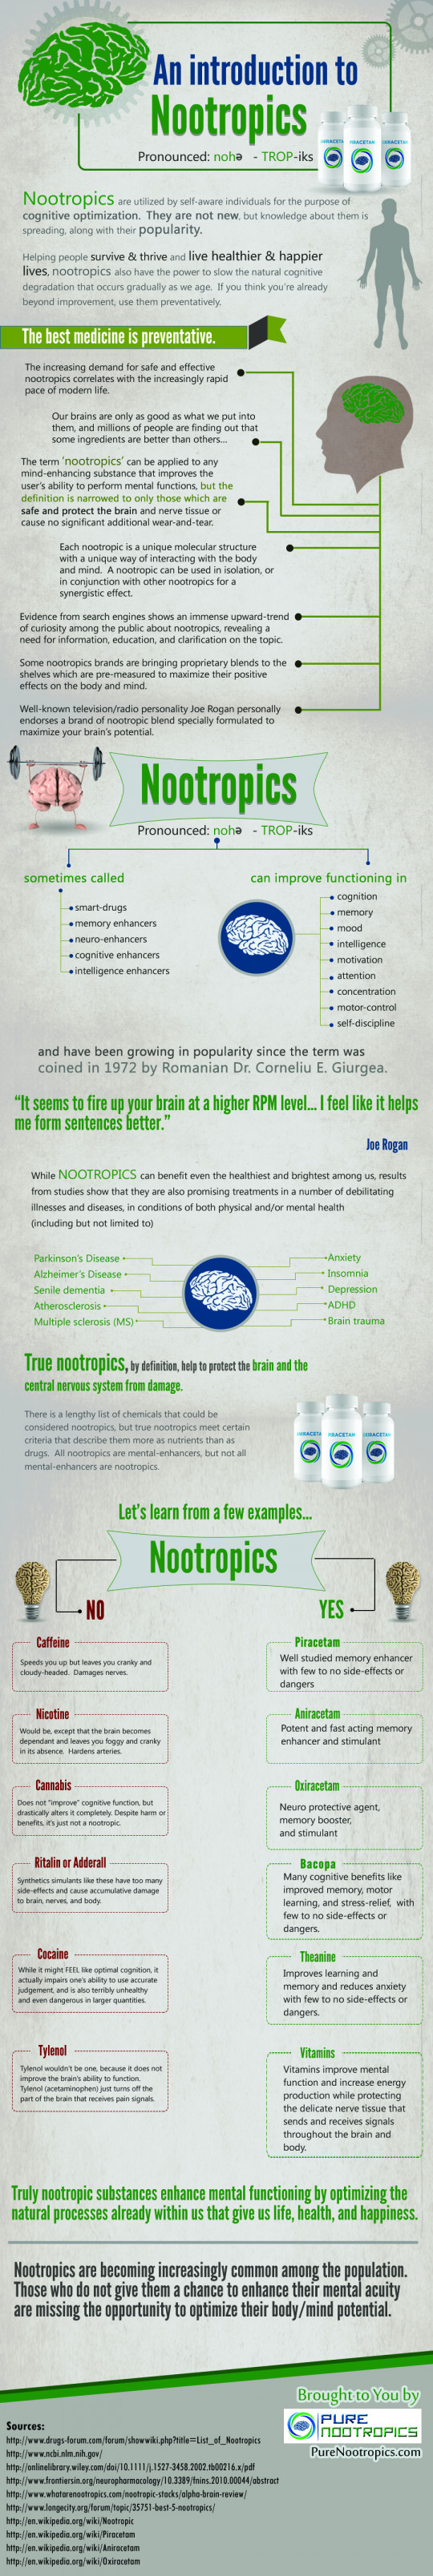 An introduction to
Nootropics
Pronounced: nohə - TROP-iks
PIRACETAM
Nootropics are utilized by self-aware individuals for the purpose of
cognitive optimization. They are not new, but knowledge about them is
spreading, along with their popularity.
Helping people survive & thrive and live healthier & happier
lives, nootropics also have the power to slow the natural cognitive
degradation that occurs gradually as we age. If you think you're already
beyond improvement, use them preventatively.
The best medicine is preventative.
The increasing demand for safe and effective
nootropics correlates with the increasingly rapid
pace of modern life.
Our brains are only as good as what we put into
them, and millions of people are finding out that
some ingredients are better than others...
The term 'nootropics' can be applied to any
mind-enhancing substance that improves the
user's ability to perform mental functions, but the
definition is narrowed to only those which are
safe and protect the brain and nerve tissue or
cause no significant additional wear-and-tear.
Each nootropic is a unique molecular structure
with a unique way of interacting with the body
and mind. A nootropic can be used in isolation, or
in conjunction with other nootropics for a
synergistic effect.
Evidence from search engines shows an immense upward-trend
of curiosity among the public about nootropics, revealing a
need for information, education, and clarification on the topic.
Some nootropics brands are bringing proprietary blends to the
shelves which are pre-measured to maximize their positive
effects on the body and mind.
Well-known television/radio personality Joe Rogan personally
endorses a brand of nootropic blend specially formulated to
maximize your brain's potential.
Nootropics
Pronounced: nohə - TROP-iks
sometimes called
smart-drugs
memory enhancers
neuro-enhancers
cognitive enhancers
intelligence enhancers
can improve functioning in
cognition
memory
mood
intelligence
motivation
attention
concentration
motor-control
self-discipline
and have been growing in popularity since the term was
coined in 1972 by Romanian Dr. Corneliu E. Giurgea.
"It seems to fire up your brain at a higher RPM level... I feel like it helps
me form sentences better."
Joe Rogan
While NOOTROPICS can benefit even the healthiest and brightest among us, results
from studies show that they are also promising treatments in a number of debilitating
illnesses and diseases, in conditions of both physical and/or mental health
(including but not limited to)
Parkinson's Disease
Alzheimer's Disease
Senile dementia
Atherosclerosis
Multiple sclerosis (MS)
Anxiety
Insomnia
Depression
ADHD
Brain trauma
True nootropics, by definition, help to protect the brain and the
central nervous system from damage.
There is a lengthy list of chemicals that could be
considered nootropics, but true nootropics meet certain
criteria that describe them more as nutrients than as
drugs. All nootropics are mental-enhancers, but not all
mental-enhancers are nootropics.
PIRACETAM
Let's learn from a few examples...
Nootropics
NO
Caffeine
Speeds you up but leaves you cranky and
cloudy-headed. Damages nerves.
Nicotine
Would be, except that the brain becomes
dependant and leaves you foggy and cranky
in its absence. Hardens arteries.
Cannabis
Does not "improve" cognitive function, but
drastically alters it completely. Despite harm or
benefits, it's just not a nootropic.
Ritalin or Adderall
Synthetics simulants like these have too many
side-effects and cause accumulative damage
to brain, nerves, and body.
Cocaine
While it might FEEL like optimal cognition, it
actually impairs one's ability to use accurate
judgement, and is also terribly unhealthy
and even dangerous in larger quantities.
Tylenol
Tylenol wouldn't be one, because it does not
improve the brain's ability to function.
Tylenol (acetaminophen) just turns off the
part of the brain that receives pain signals.
YES
Piracetam
Well studied memory enhancer
with few to no side-effects or
dangers
Aniracetam
Potent and fast acting memory
enhancer and stimulant
Oxiracetam
Neuro protective agent,
memory booster,
and stimulant
Bacopa
Many cognitive benefits like
improved memory, motor
learning, and stress-relief, with
few to no side-effects or
dangers.
Theanine
Improves learning and
memory and reduces anxiety
with few to no side-effects or
dangers.
Vitamins
Vitamins improve mental
function and increase energy
production while protecting
the delicate nerve tissue that
sends and receives signals
throughout the brain and
body.
Truly nootropic substances enhance mental functioning by optimizing the
natural processes already within us that give us life, health, and happiness.
Nootropics are becoming increasingly common among the population.
Those who do not give them a chance to enhance their mental acuity
are missing the opportunity to optimize their body/mind potential.
Brought to You by
PURE
NOOTROPICS
PureNootropics.com
Sources:
http://www.drugs-forum.com/forum/showwiki.php?title=List_of_Nootropics
http://www.ncbi.nlm.nih.gov/
http://onlinelibrary.wiley.com/doi/10.1111/j.1527-3458.2002.tb00216.x/pdf
http://www.frontiersin.org/neuropharmacology/10.3389/fnins.2010.00044/abstract
http://www.whatarenootropics.com/nootropic-stacks/alpha-brain-review/
http://www.longecity.org/forum/topic/35751-best-5-nootropics/
http://en.wikipedia.org/wiki/Nootropic
http://en.wikipedia.org/wiki/Piracetam
http://en.wikipedia.org/wiki/Aniracetam
http://en.wikipedia.org/wiki/Oxiracetam